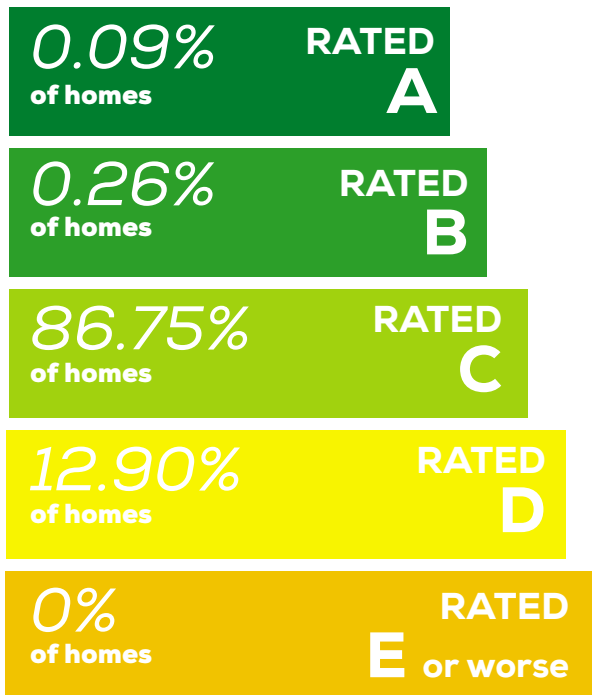 0.09%
of homes
RATED
A
0.26%
of homes
RATED
B
86.75%
of homes
RATED
C
12.90%
of homes
RATED
D
0%
of homes
RATED
E or worse